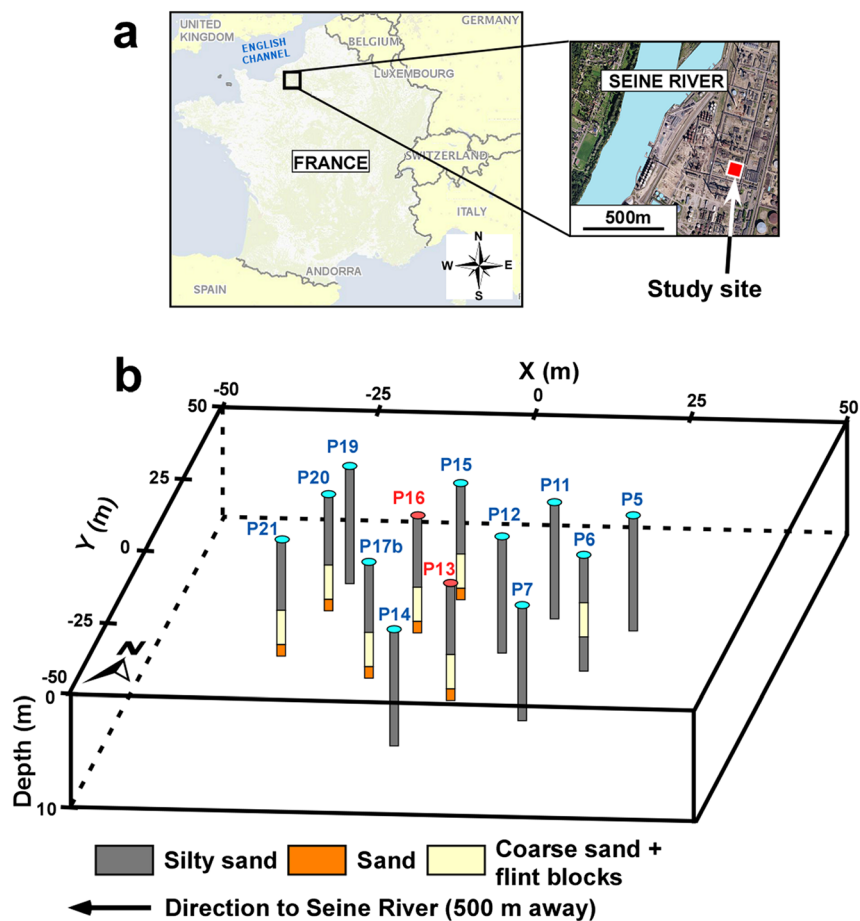 a
UNITED
KINGDOM
ENGLISH
CHANNEL
BELGIUM
GERMANY
LUXEMBOURG
FRANCE
SWITZERLAND
ITALY
ANDORRA
SPAIN
N
W E
S
SEINE RIVER
500m
Study site
b
X (m)
-50 -25 0 25 50
Y (m)
50
25
0
-25
-50
P19
P20
P15
P16
P11
P5
P21
P12
P17b
P6
P13
P7
P14
N
Depth (m)
0
10
Silty sand
Sand
Coarse sand +
flint blocks
Direction to Seine River (500 m away)